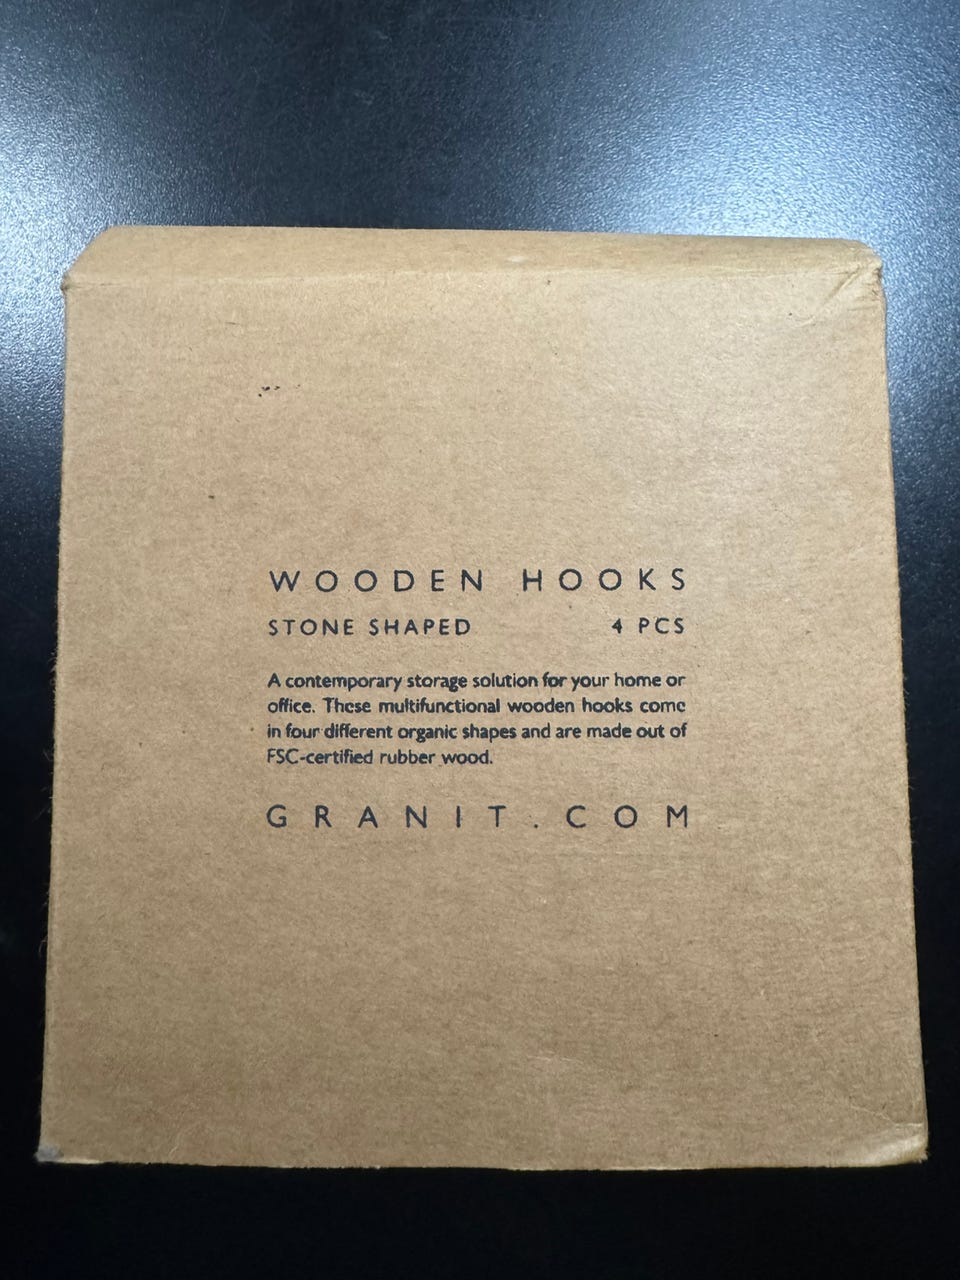 WOODEN HOOKS
STONE SHAPED 4 PCS
A contemporary storage solution for your home or
office. These multifunctional wooden hooks come
in four different organic shapes and are made out of
FSC-certified rubber wood.
GRANIT.COM